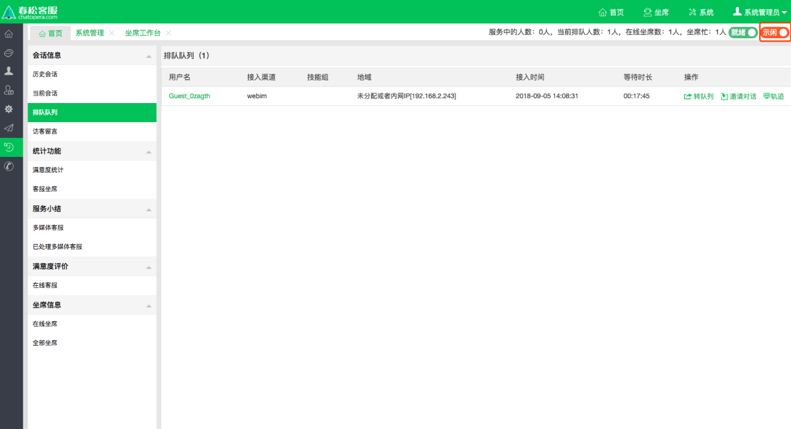 春松客服
chatopera.com
首页 坐席 系统 系统管理员
首页 系统管理 × 坐席工作台 ×
服务中的人数：0人，当前排队人数：1人，在线坐席数：1人，坐席忙：1人 就绪 示闲
会话信息
历史会话
当前会话
排队队列
访客留言
统计功能
满意度统计
客服坐席
服务小结
多媒体客服
已处理多媒体客服
满意度评价
在线客服
坐席信息
在线坐席
全部坐席
排队队列（1）
用户名 接入渠道 技能组 地域 接入时间 等待时长 操作
Guest_0zagth webim 未分配或者内网IP[192.168.2.243] 2018-09-05 14:08:31 00:17:45 转队列 邀请对话 轨迹